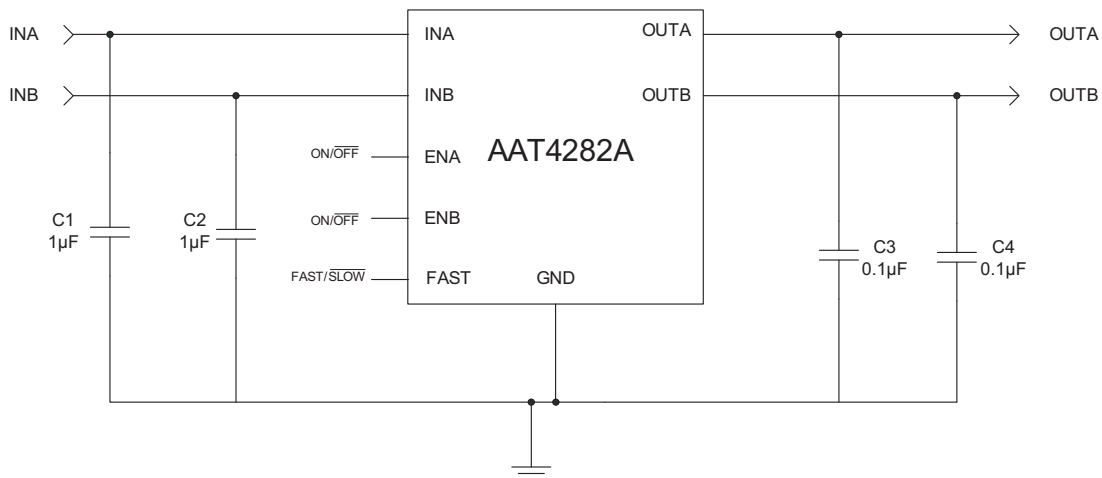 INA INA OUTA OUTA
INB INB OUTB OUTB
AAT4282A
ON/OFF ENA
ON/OFF ENB
C1
1µF
C2
1µF
FAST/SLOW FAST GND
C3
0.1µF
C4
0.1µF